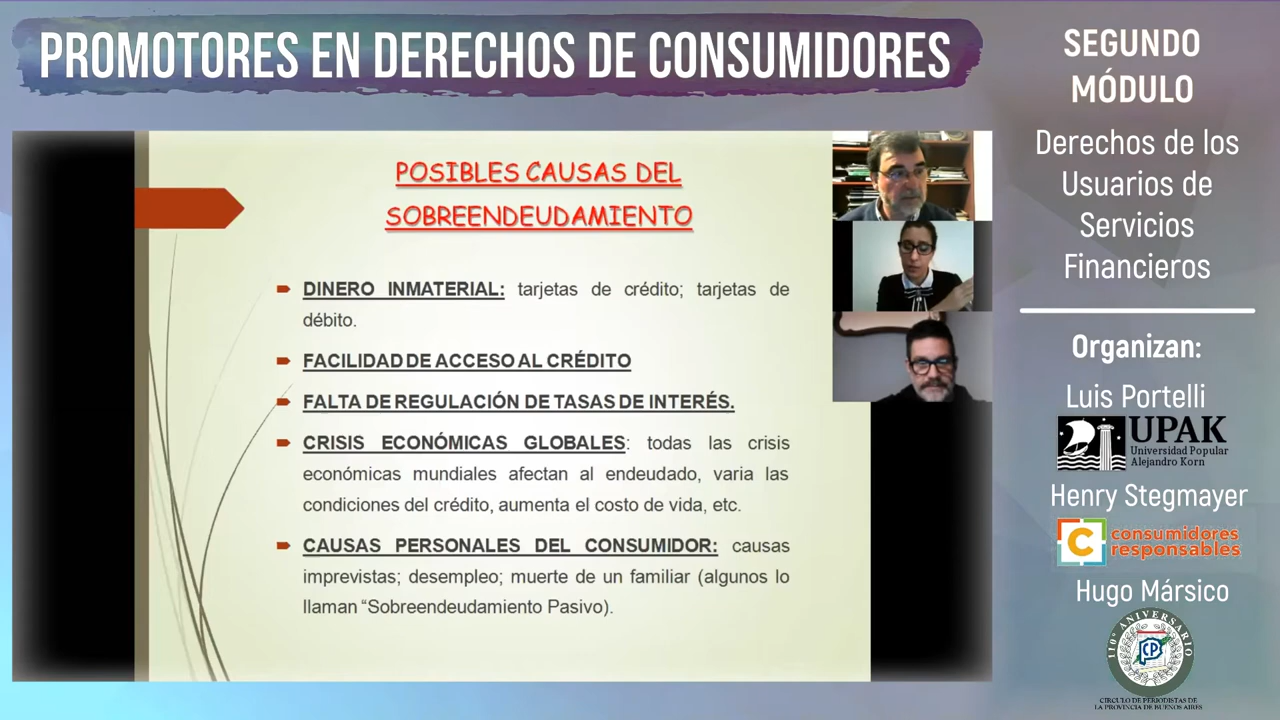 PROMOTORES EN DERECHOS DE CONSUMIDORES
POSIBLES CAUSAS DEL
SOBREENDEUDAMIENTO
DINERO INMATERIAL: tarjetas de crédito; tarjetas de
débito.
FACILIDAD DE ACCESO AL CRÉDITO
FALTA DE REGULACIÓN DE TASAS DE INTERÉS.
CRISIS ECONÓMICAS GLOBALES: todas las crisis
económicas mundiales afectan al endeudado, varia las
condiciones del crédito, aumenta el costo de vida, etc.
CAUSAS PERSONALES DEL CONSUMIDOR: causas
imprevistas; desempleo; muerte de un familiar (algunos lo
llaman “Sobreendeudamiento Pasivo).
SEGUNDO
MÓDULO
Derechos de los
Usuarios de
Servicios
Financieros
Organizan:
Luis Portelli
UPAK
Universidad Popular
Alejandro Korn
Henry Stegmayer
C
consumidores
responsables
Hugo Mársico
110° ANIVERSARIO
CP
CÍRCULO DE PERIODISTAS DE
LA PROVINCIA DE BUENOS AIRES